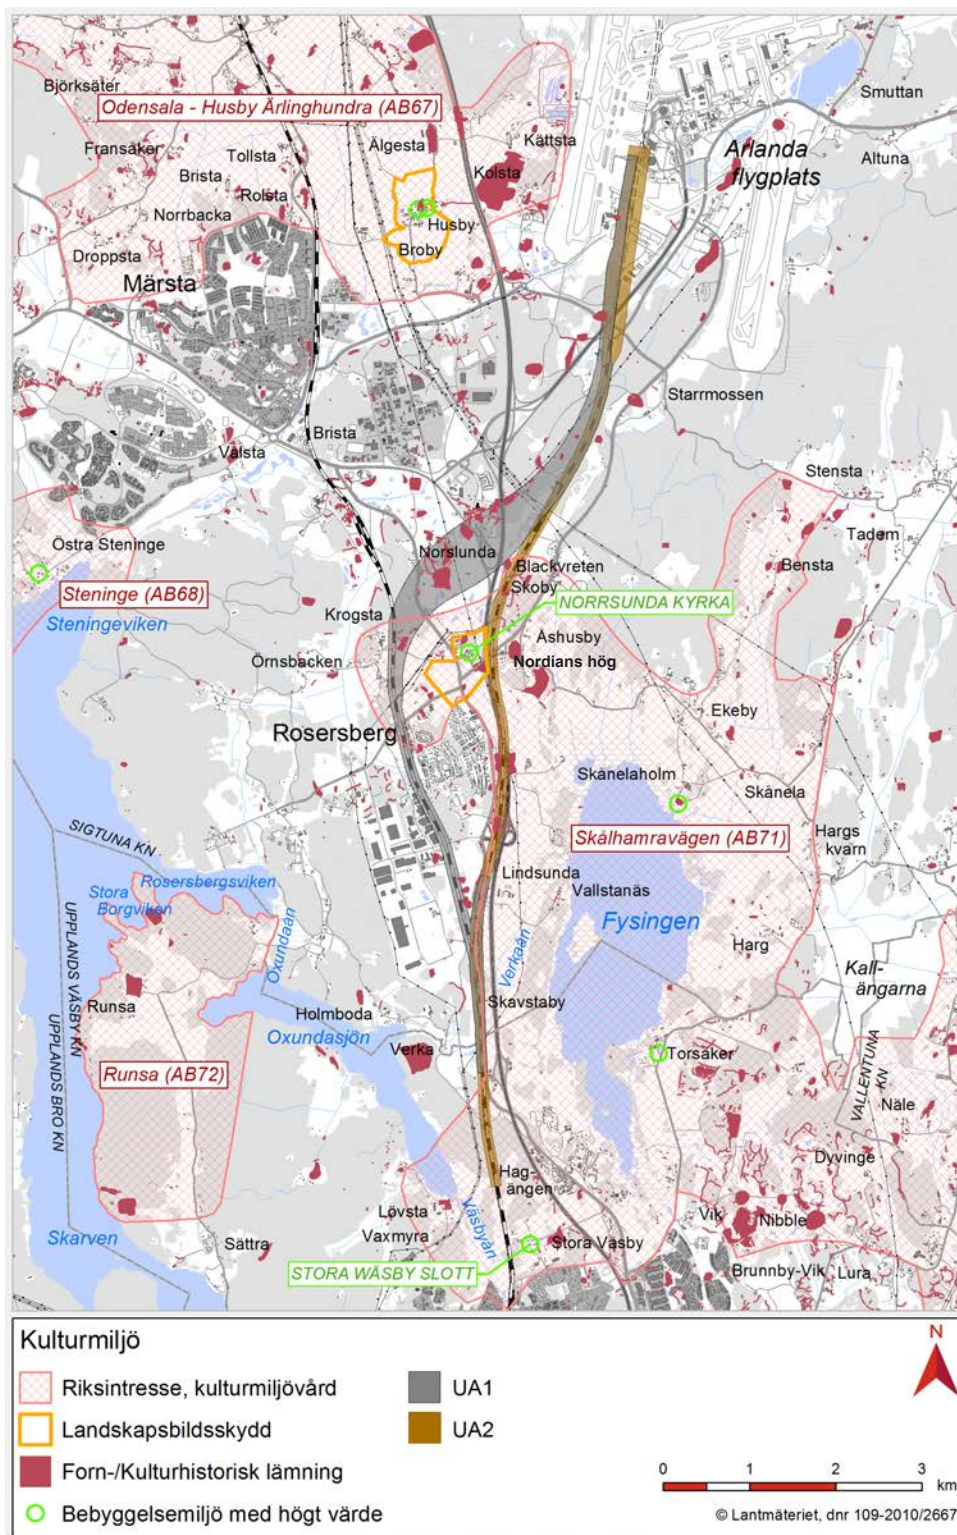 Björksäter
Smuttan
Odensala - Husby Ärlinghundra (AB67)
Fransåker
Tollsta
Älgesta
Kättsta
Arlanda
flygplats
Altuna
Brista
Kolsta
Rolsta
Norrbacka
Husby
Broby
Droppsta
Märsta
Starrmossen
Brista
Valsta
Stensta
Tadem
Östra Steninge
Norslunda
Blackvreten
Skoby
Bensta
Steninge (AB68)
NORRSUNDA KYRKA
Steningeviken
Krogsta
Åshusby
Örnsbacken
Nordians hög
Ekeby
Rosersberg
Skånelaholm
Skånela
SIGTUNA KN
Skålhamravägen (AB71)
Hargs
kvarn
Lindsunda
Rosersbergsviken
Stora
Borgviken
Vallstanäs
Fysingen
UPPLANDS VÄSBY KN
UPPLANDS BRO KN
Oxundaån
Verkaån
Harg
Kall-
ängarna
Runsa
Holmboda
Skavstaby
Oxundasjön
Verka
Torsåker
Runsa (AB72)
VALLENTUNA
KN
Näle
Dyvinge
Hag-
ängen
Lövsta
Väsbyån
Vik
Nibble
Vaxmyra
Skarven
Sättra
Stora Väsby
STORA WÄSBY SLOTT
Brunnby-Vik
Lura
Kulturmiljö
Riksintresse, kulturmiljövård
UA1
Landskapsbildsskydd
UA2
Forn-/Kulturhistorisk lämning
Bebyggelsemiljö med högt värde
N
0 1 2 3
km
© Lantmäteriet, dnr 109-2010/2667